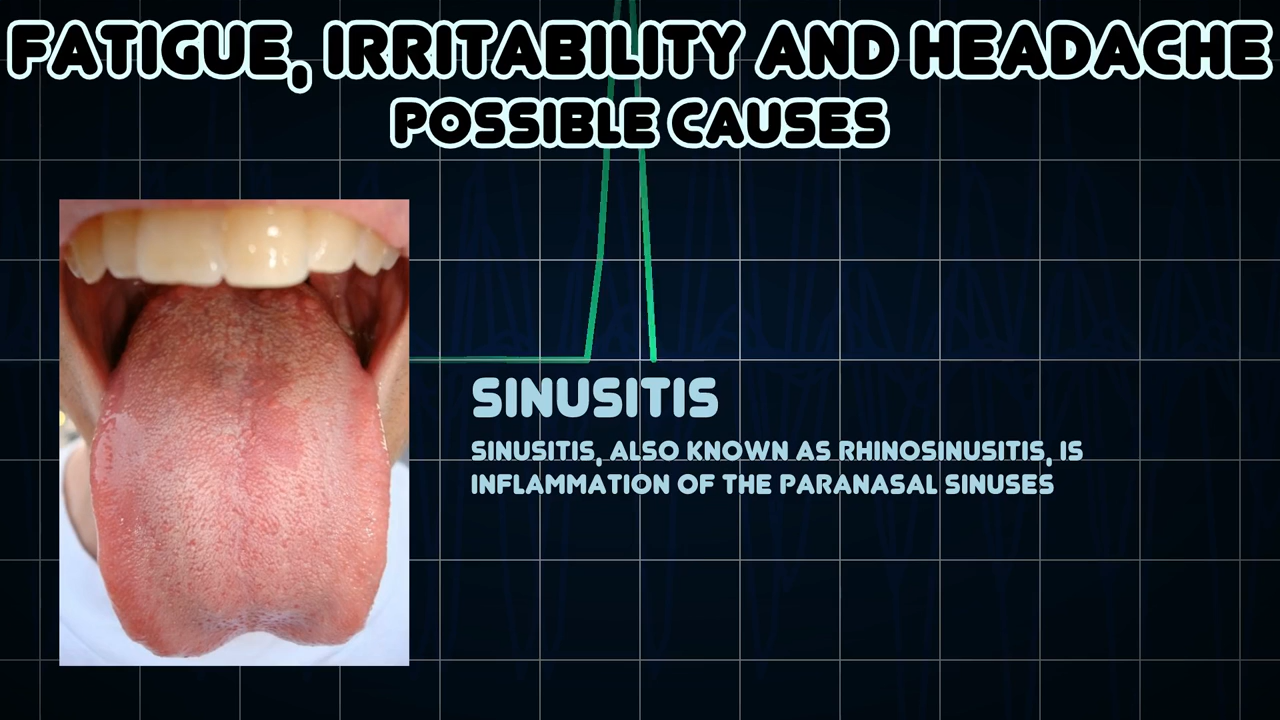 FATIGUE, IRRITABILITY AND HEADACHE
POSSIBLE CAUSES
SINUSITIS
SINUSITIS, ALSO KNOWN AS RHINOSINUSITIS, IS
INFLAMMATION OF THE PARANASAL SINUSES